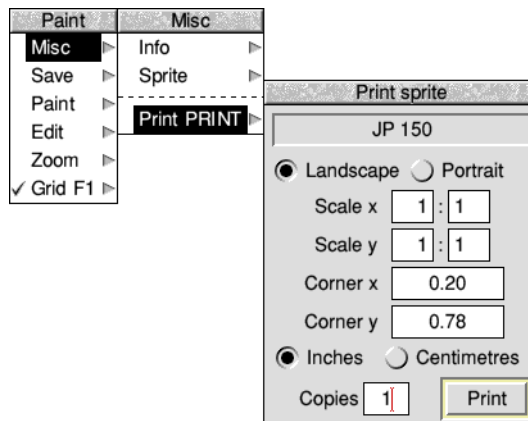 Paint
Misc
Save
Paint
Edit
Zoom
✓ Grid F1
Misc
Info
Sprite
Print PRINT
Print sprite
JP 150
Landscape Portrait
Scale x 1 : 1
Scale y 1 : 1
Corner x 0.20
Corner y 0.78
Inches Centimetres
Copies 1 Print